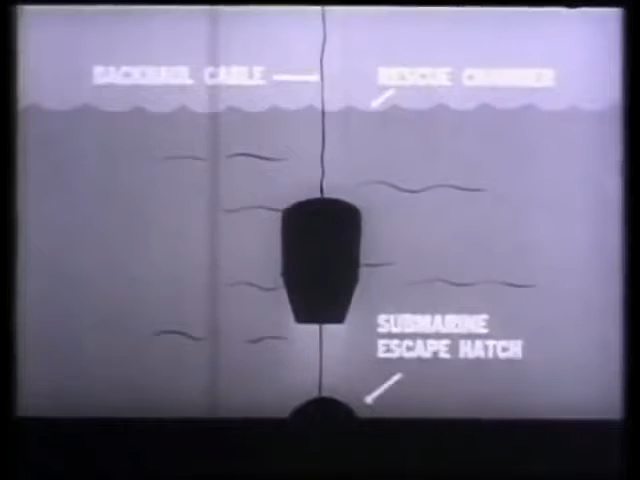 BACKHAUL CABLE
RESCUE CHAMBER
SUBMARINE
ESCAPE HATCH